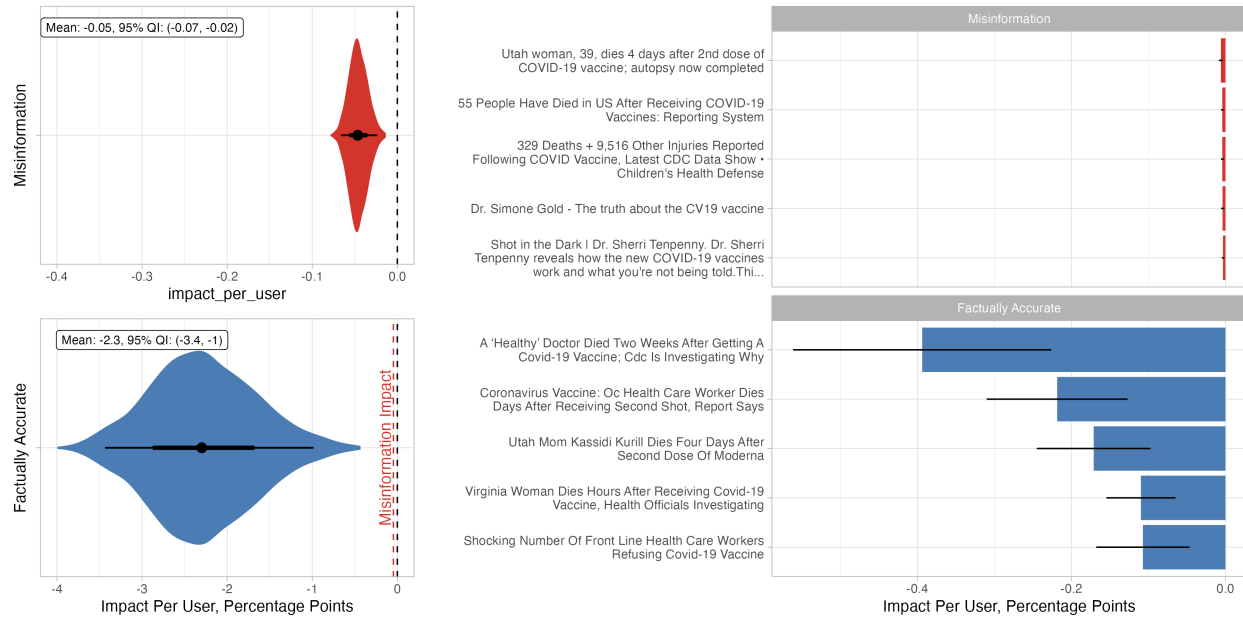 Mean: -0.05, 95% QI: (-0.07, -0.02)
Misinformation
-0.4
-0.3
-0.2
-0.1
0.0
impact_per_user
Mean: -2.3, 95% QI: (-3.4, -1)
Factually Accurate
Misinformation Impact
-4
-3
-2
-1
0
Impact Per User, Percentage Points
Misinformation
Utah woman, 39, dies 4 days after 2nd dose of
COVID-19 vaccine; autopsy now completed
55 People Have Died in US After Receiving COVID-19
Vaccines: Reporting System
329 Deaths + 9,516 Other Injuries Reported
Following COVID Vaccine, Latest CDC Data Show •
Children's Health Defense
Dr. Simone Gold - The truth about the CV19 vaccine
Shot in the Dark | Dr. Sherri Tenpenny. Dr. Sherri
Tenpenny reveals how the new COVID-19 vaccines
work and what you're not being told.Thi...
Factually Accurate
A ‘Healthy’ Doctor Died Two Weeks After Getting A
Covid-19 Vaccine; Cdc Is Investigating Why
Coronavirus Vaccine: Oc Health Care Worker Dies
Days After Receiving Second Shot, Report Says
Utah Mom Kassidi Kurill Dies Four Days After
Second Dose Of Moderna
Virginia Woman Dies Hours After Receiving Covid-19
Vaccine, Health Officials Investigating
Shocking Number Of Front Line Health Care Workers
Refusing Covid-19 Vaccine
-0.4
-0.2
0.0
Impact Per User, Percentage Points